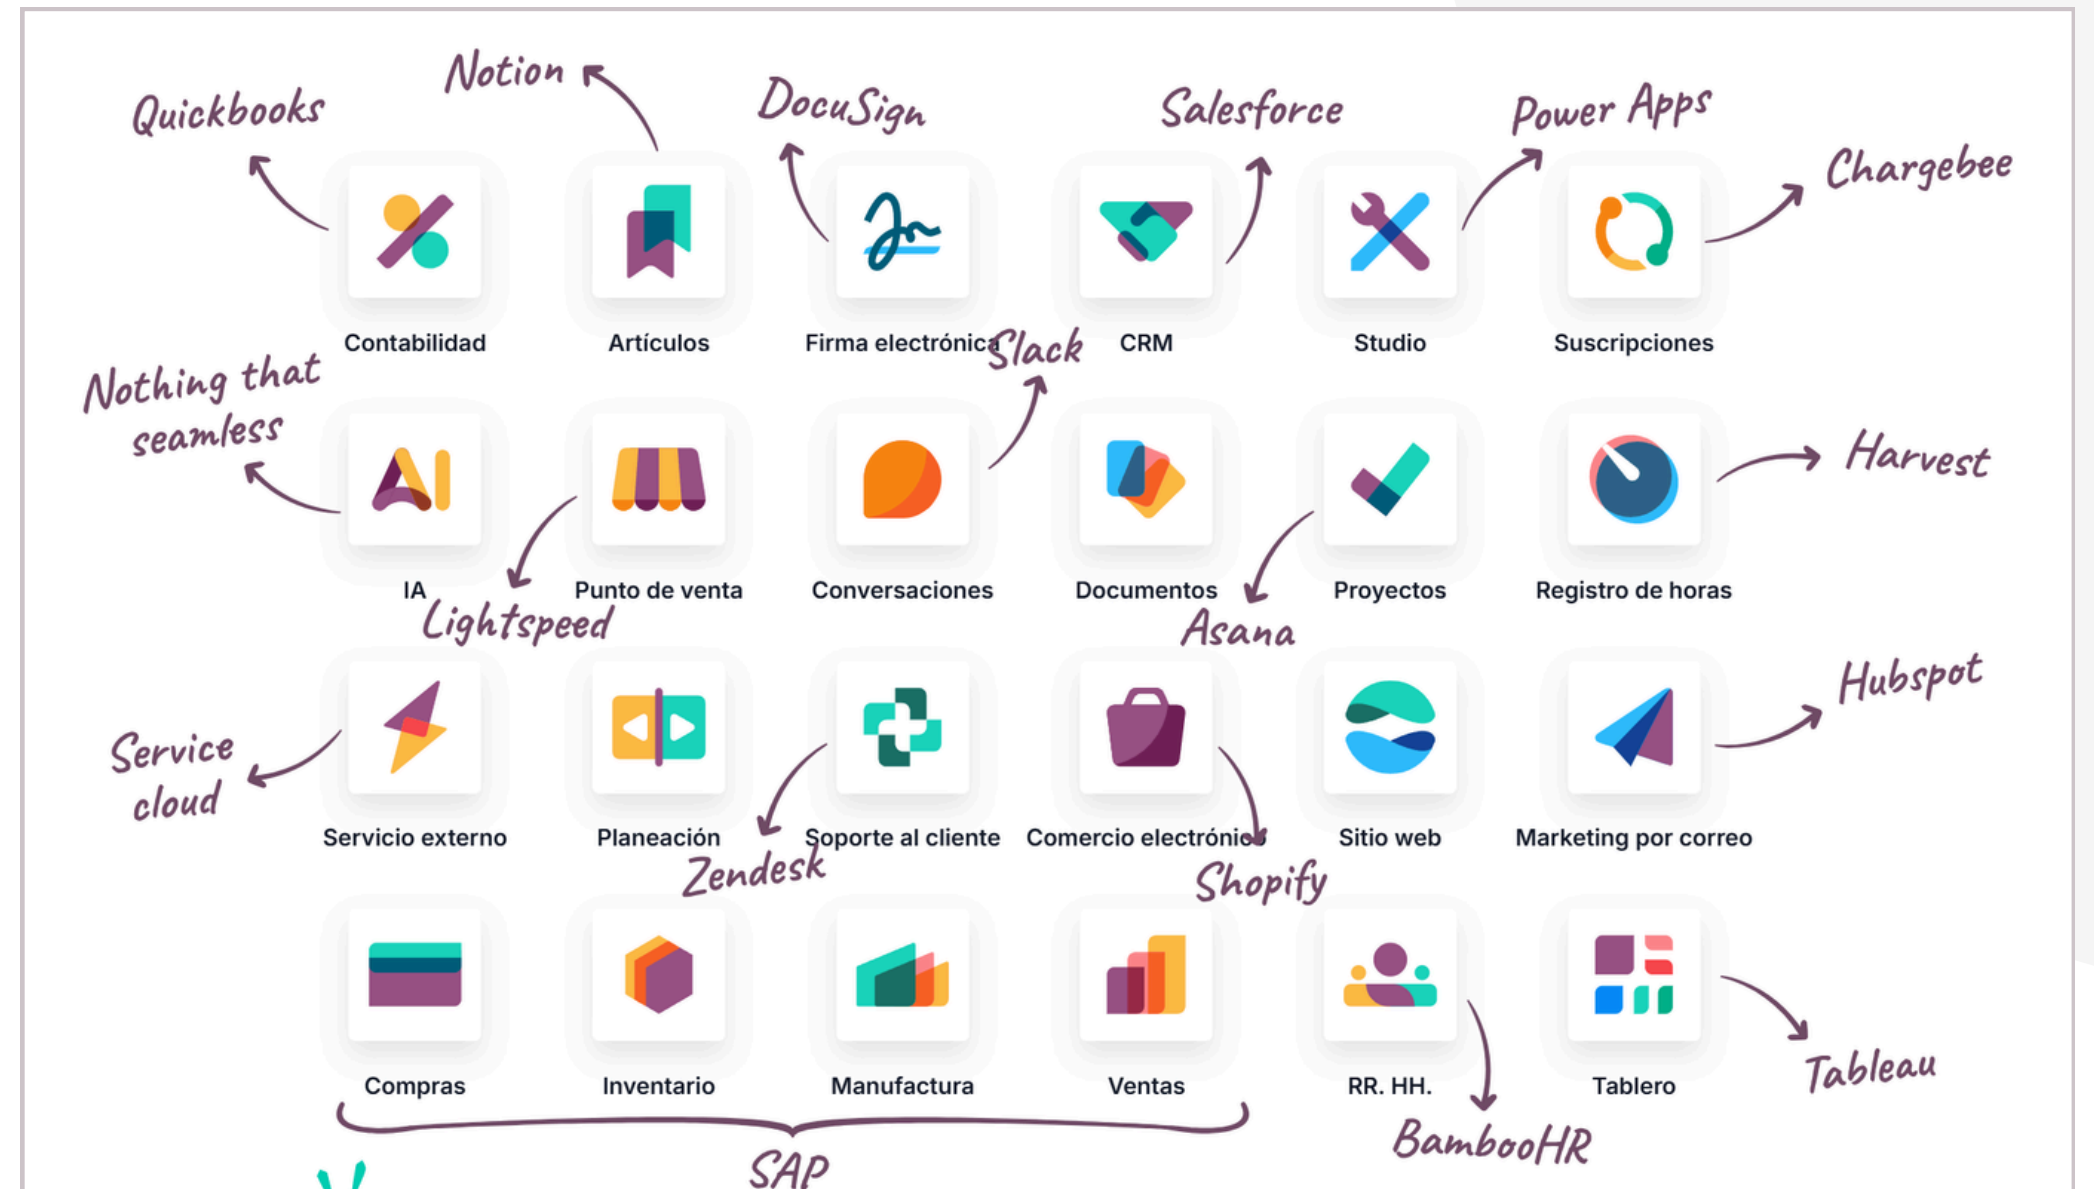 Quickbooks
Notion
DocuSign
Salesforce
Power Apps
Chargebee
Contabilidad
Artículos
Firma electrónica
CRM
Studio
Suscripciones
Nothing that
seamless
Slack
Harvest
AI
IA
Punto de venta
Conversaciones
Documentos
Proyectos
Registro de horas
Lightspeed
Asana
Hubspot
Service
cloud
Servicio externo
Planeación
Soporte al cliente
Comercio electrónico
Sitio web
Marketing por correo
Zendesk
Shopify
Compras
Inventario
Manufactura
Ventas
RR. HH.
Tablero
Tableau
BambooHR
SAP